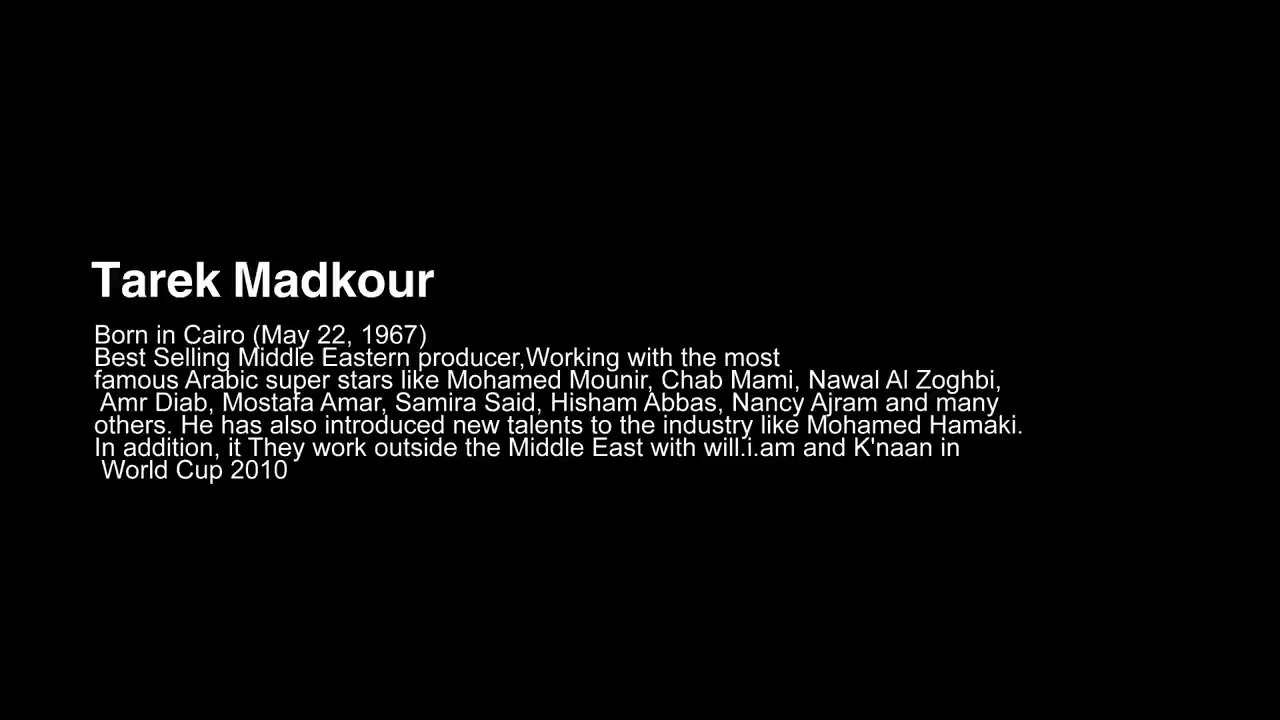 Tarek Madkour
Born in Cairo (May 22, 1967)
Best Selling Middle Eastern producer,Working with the most
famous Arabic super stars like Mohamed Mounir, Chab Mami, Nawal Al Zoghbi,
Amr Diab, Mostafa Amar, Samira Said, Hisham Abbas, Nancy Ajram and many
others. He has also introduced new talents to the industry like Mohamed Hamaki.
In addition, it They work outside the Middle East with will.i.am and K'naan in
World Cup 2010